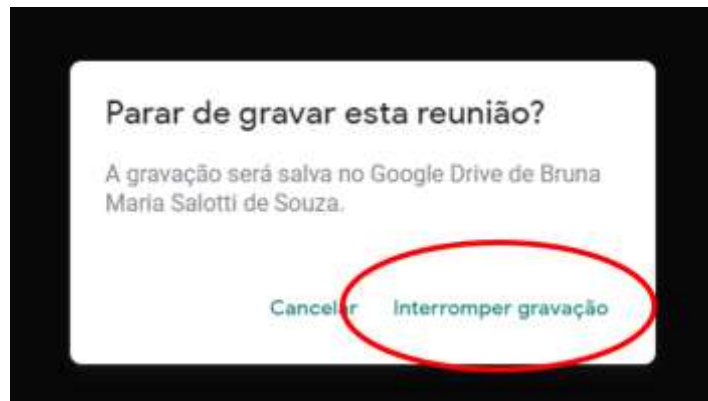 Parar de gravar esta reunião?
A gravação será salva no Google Drive de Bruna
Maria Salotti de Souza.
Cancelar Interromper gravação